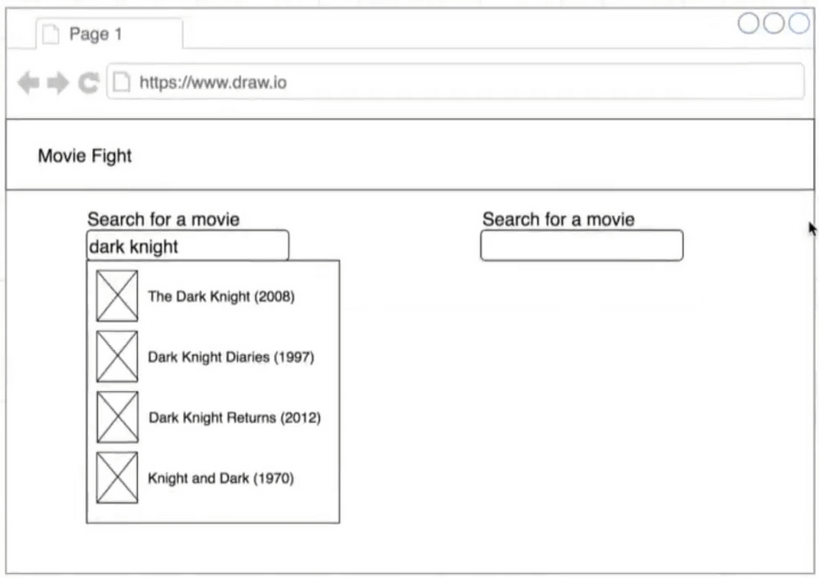 Page 1
https://www.draw.io
Movie Fight
Search for a movie
dark knight
The Dark Knight (2008)
Dark Knight Diaries (1997)
Dark Knight Returns (2012)
Knight and Dark (1970)
Search for a movie